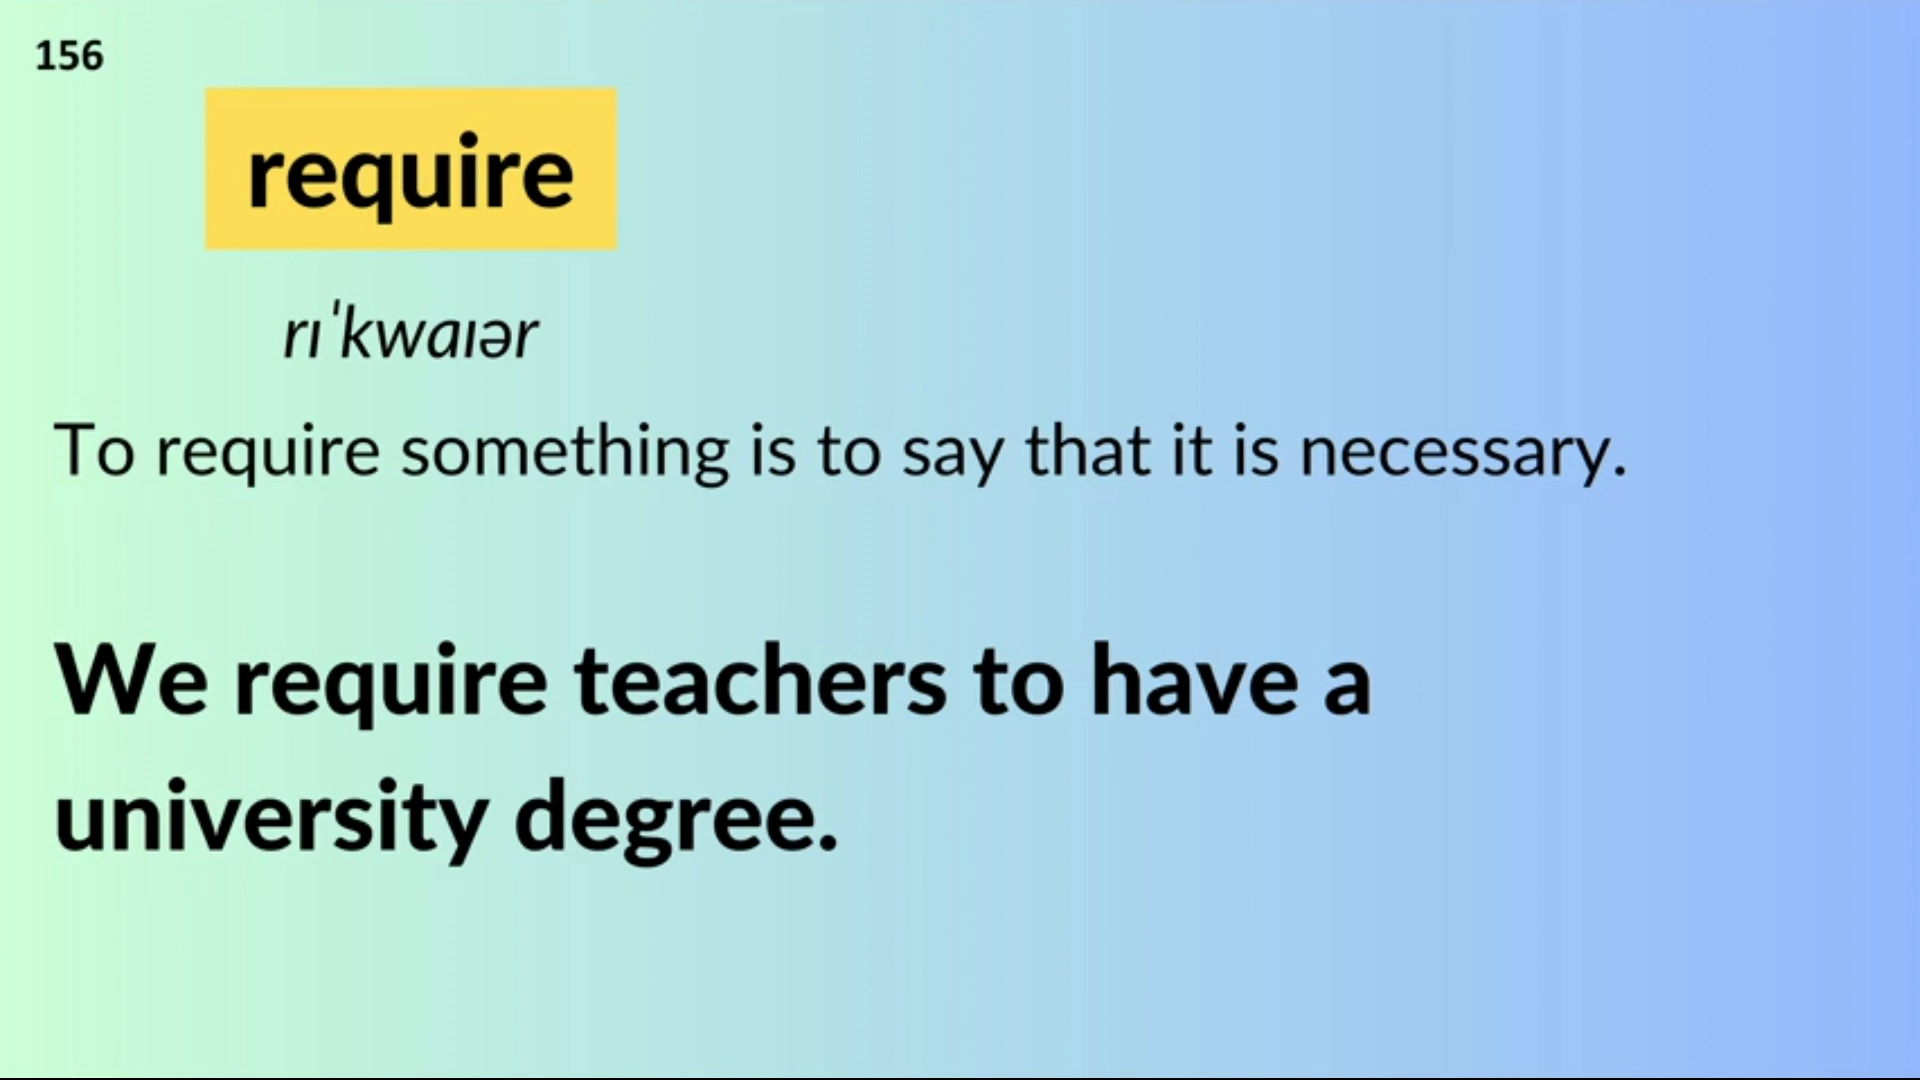 156
require
rɪˈkwaɪər
To require something is to say that it is necessary.
We require teachers to have a
university degree.